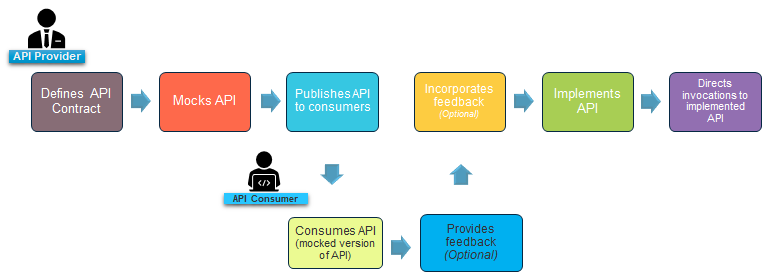 API Provider
Defines API
Contract
Mocks API
Publishes API
to consumers
Incorporates
feedback
(Optional)
Implements
API
Directs
invocations to
implemented
API
</>
API Consumer
Consumes API
(mocked version
of API)
Provides
feedback
(Optional)